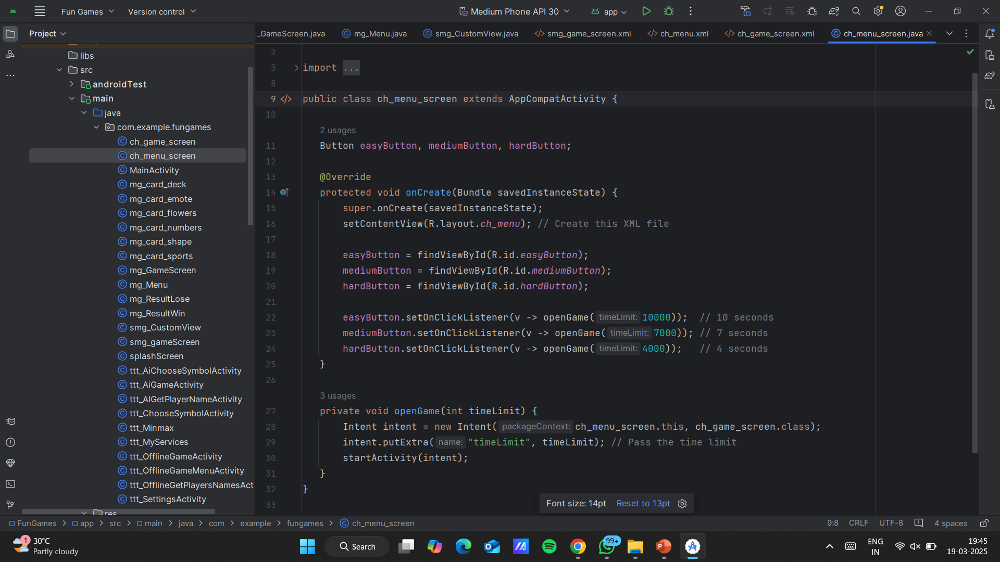 Fun Games
Version control
Medium Phone API 30
app
Project
_GameScreen.java
mg_Menu.java
smg_CustomView.java
smg_game_screen.xml
ch_menu.xml
ch_game_screen.xml
ch_menu_screen.java
libs
src
androidTest
main
java
com.example.fungames
ch_game_screen
ch_menu_screen
MainActivity
mg_card_deck
mg_card_emote
mg_card_flowers
mg_card_numbers
mg_card_shape
mg_card_sports
mg_GameScreen
mg_Menu
mg_ResultLose
mg_ResultWin
smg_CustomView
smg_gameScreen
splashScreen
ttt_AiChooseSymbolActivity
ttt_AiGameActivity
ttt_AIGetPlayerNameActivity
ttt_ChooseSymbolActivity
ttt_Minmax
ttt_MyServices
ttt_OfflineGameActivity
ttt_OfflineGameMenuActivity
ttt_OfflineGetPlayersNamesAct
ttt_SettingsActivity
res
2
3 import ...
8
9 public class ch_menu_screen extends AppCompatActivity {
10
2 usages
11 Button easyButton, mediumButton, hardButton;
12
13 @Override
14 protected void onCreate(Bundle savedInstanceState) {
15 super.onCreate(savedInstanceState);
16 setContentView(R.layout.ch_menu); // Create this XML file
17
18 easyButton = findViewById(R.id.easyButton);
19 mediumButton = findViewById(R.id.mediumButton);
20 hardButton = findViewById(R.id.hardButton);
21
22 easyButton.setOnClickListener(v -> openGame( timeLimit: 10000)); // 10 seconds
23 mediumButton.setOnClickListener(v -> openGame( timeLimit: 7000)); // 7 seconds
24 hardButton.setOnClickListener(v -> openGame( timeLimit: 4000)); // 4 seconds
25 }
26
3 usages
27 private void openGame(int timeLimit) {
28 Intent intent = new Intent( packageContext: ch_menu_screen.this, ch_game_screen.class);
29 intent.putExtra( name: "timeLimit", timeLimit); // Pass the time limit
30 startActivity(intent);
31 }
32 }
33
Font size: 14pt Reset to 13pt
FunGames > app > src > main > java > com > example > fungames > ch_menu_screen
9:8 CRLF UTF-8 4 spaces
1
30°C
Partly cloudy
Search
99+
ENG
IN
19:45
19-03-2025